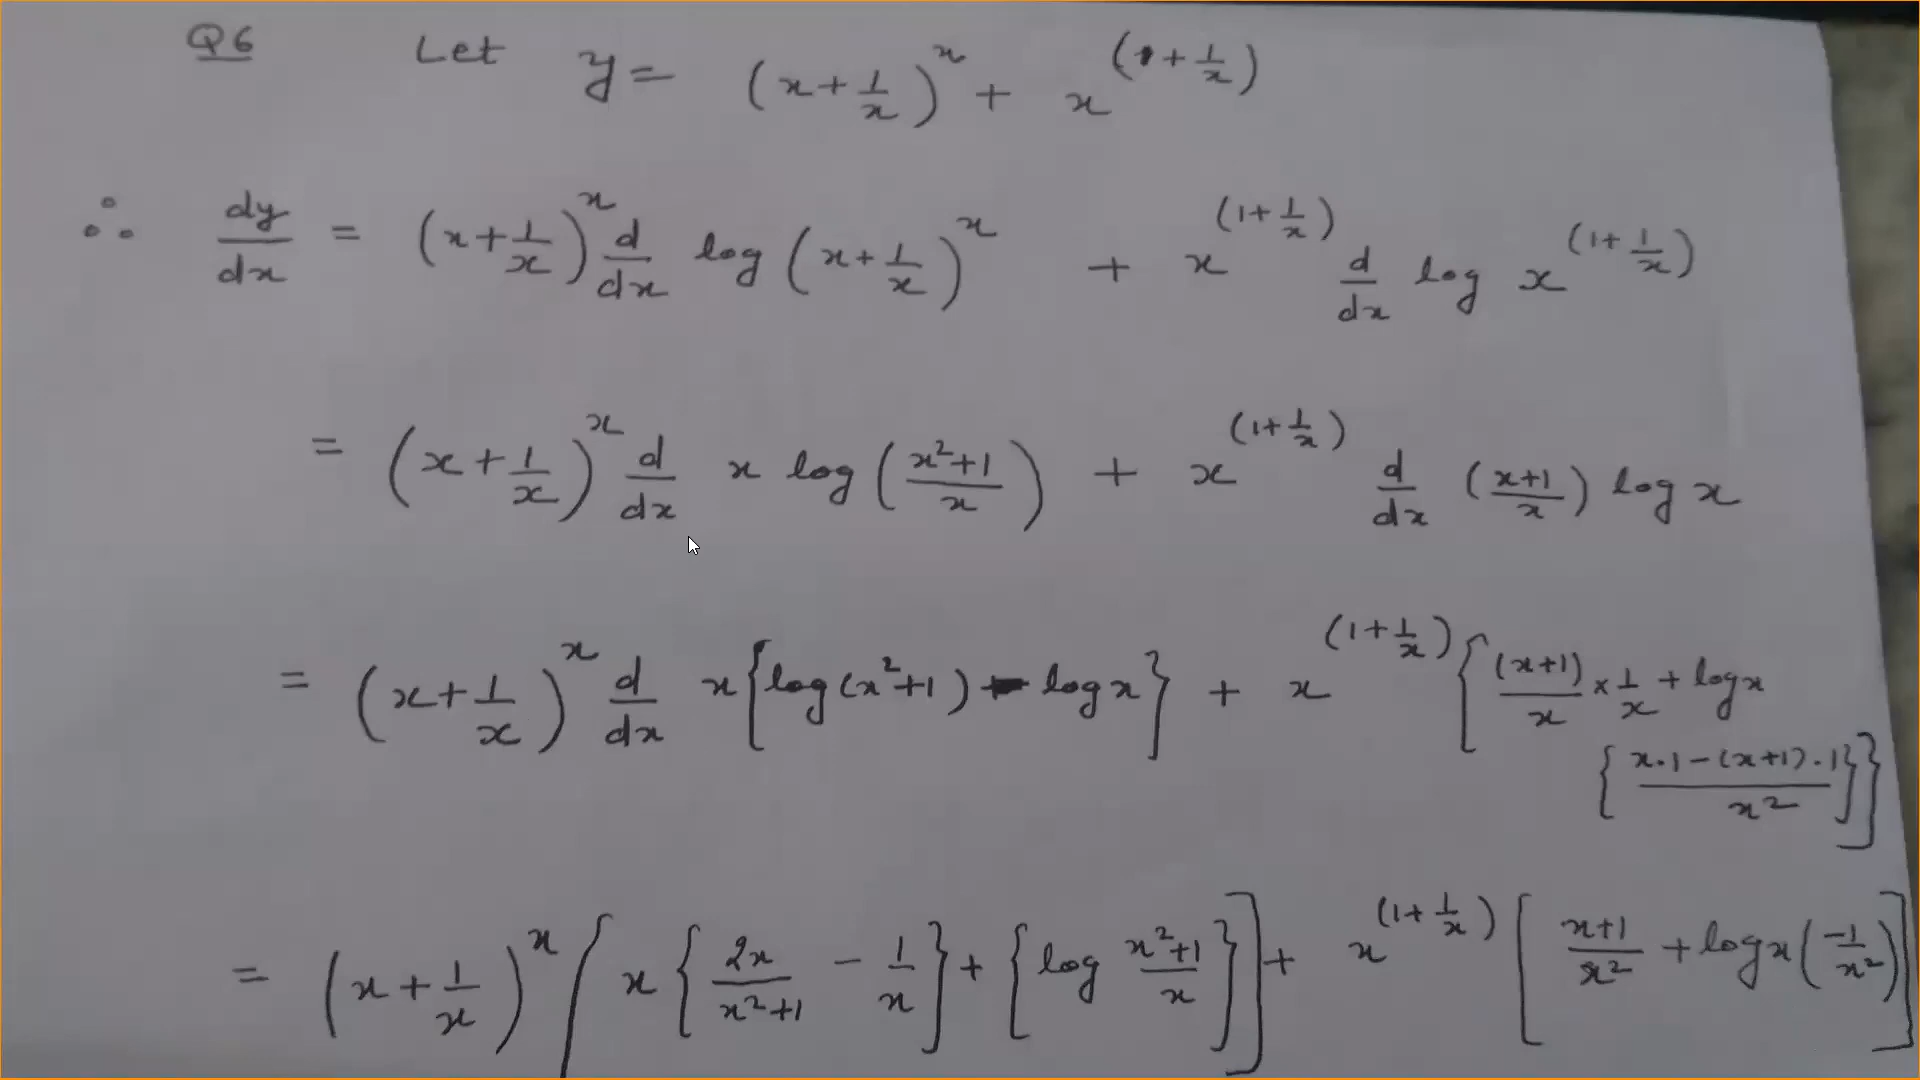 Q6 Let y = (x + 1/x)^x + x^(1 + 1/x)
∴ dy/dx = (x + 1/x)^x d/dx log (x + 1/x)^x + x^(1 + 1/x) d/dx log x^(1 + 1/x)
= (x + 1/x)^x d/dx x log ((x² + 1)/x) + x^(1 + 1/x) d/dx ((x+1)/x) log x
= (x + 1/x)^x d/dx x {log (x² + 1) - log x} + x^(1 + 1/x) [ (x+1)/x × 1/x + log x
{ (x·1 - (x+1)·1)/x² } ]
= (x + 1/x)^x [ x { 2x/(x² + 1) - 1/x } + { log (x² + 1)/x } ] + x^(1 + 1/x) [ (x+1)/x² + log x (-1/x²) ]